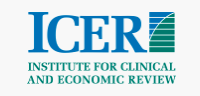 ICER
INSTITUTE FOR CLINICAL
AND ECONOMIC REVIEW